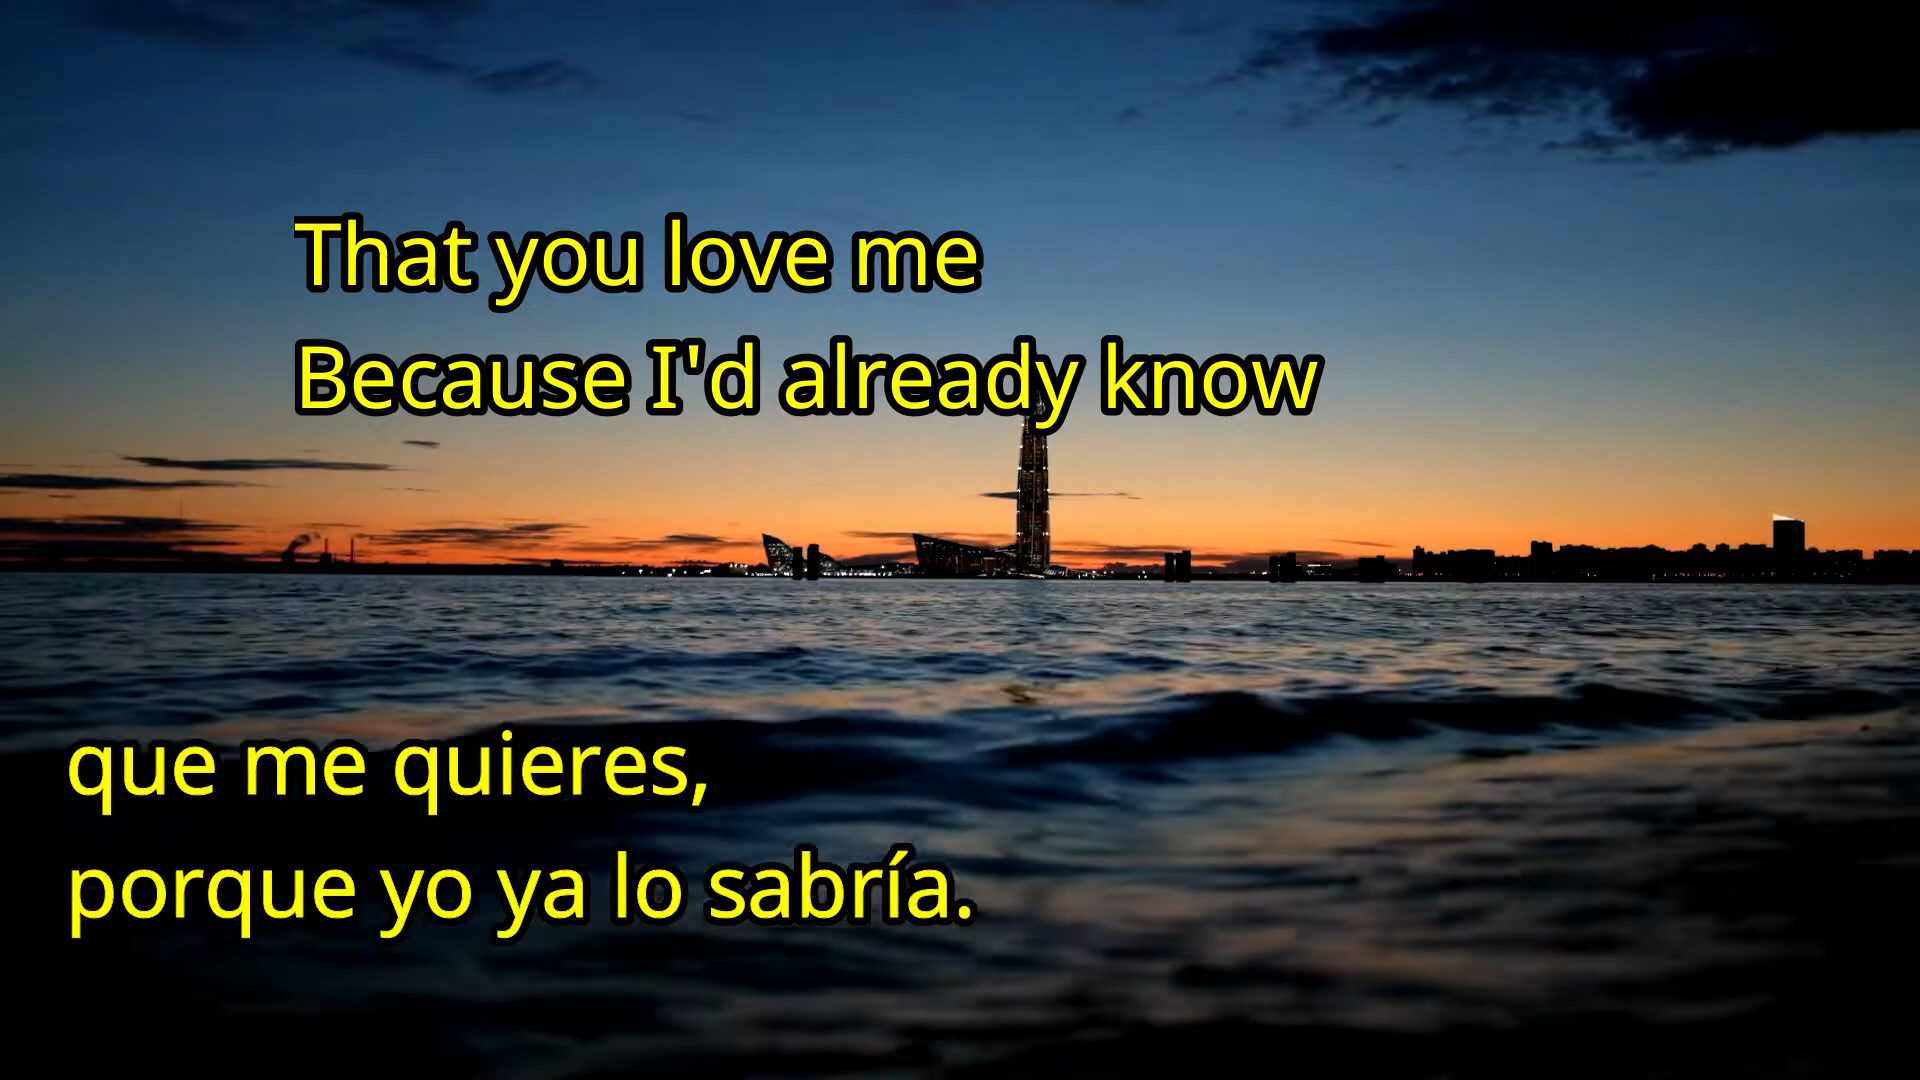 That you love me
Because I'd already know
que me quieres,
porque yo ya lo sabría.